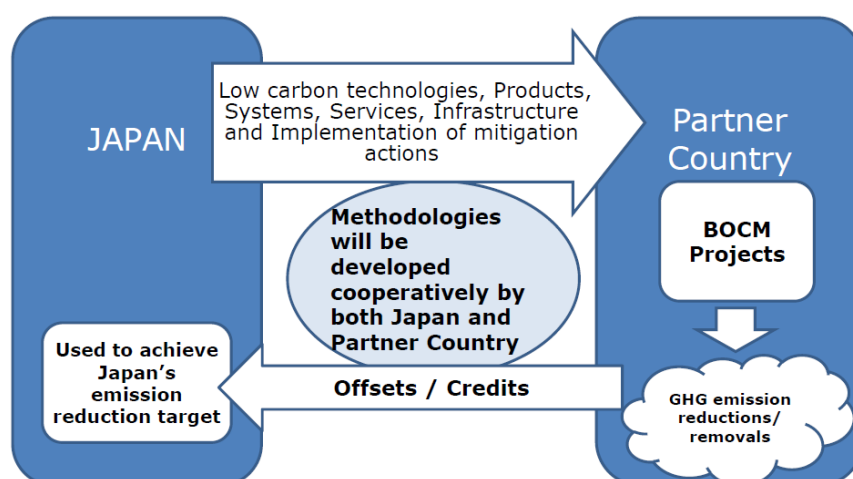 JAPAN
Low carbon technologies, Products,
Systems, Services, Infrastructure
and Implementation of mitigation
actions
Partner
Country
BOCM
Projects
Methodologies
will be
developed
cooperatively by
both Japan and
Partner Country
Used to achieve
Japan’s
emission
reduction target
Offsets / Credits
GHG emission
reductions/
removals